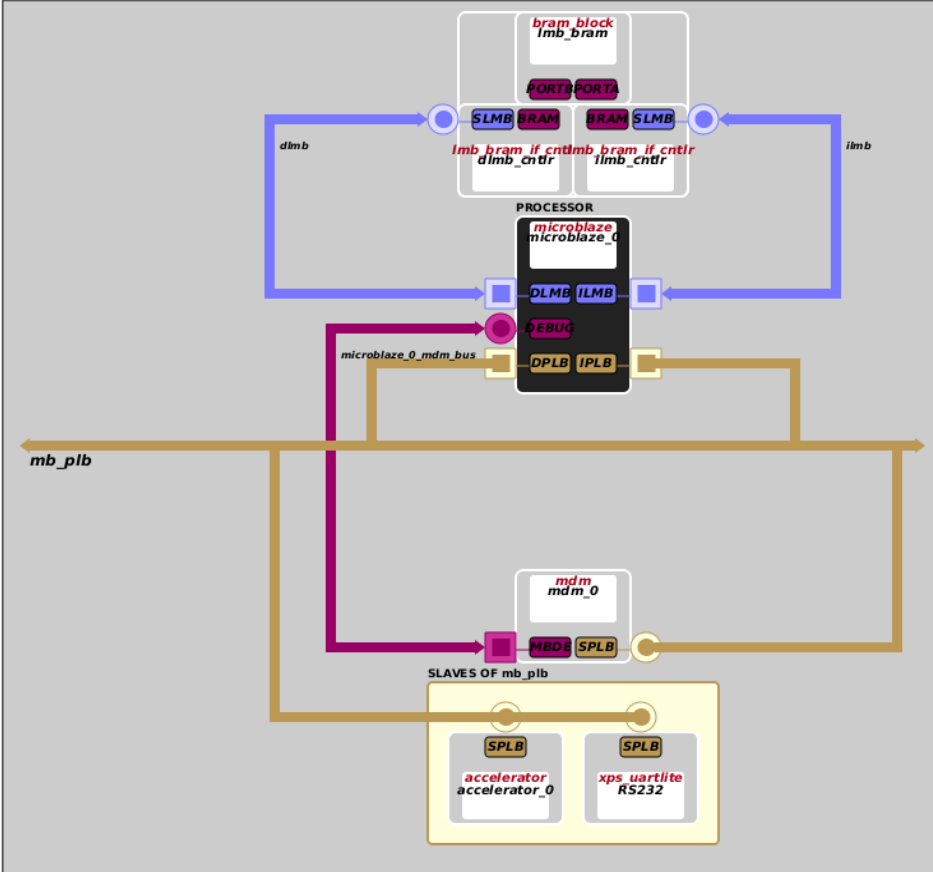 bram_block
lmb_bram
PORTB PORTA
SLMB BRAM BRAM SLMB
dlmb ilmb
lmb_bram_if_cntlr lmb_bram_if_cntlr
dlmb_cntlr ilmb_cntlr
PROCESSOR
microblaze
microblaze_0
DLMB ILMB
DEBUG
microblaze_0_mdm_bus
DPLB IPLB
mb_plb
mdm
mdm_0
MBDE SPLB
SLAVES OF mb_plb
SPLB SPLB
accelerator xps_uartlite
accelerator_0 RS232